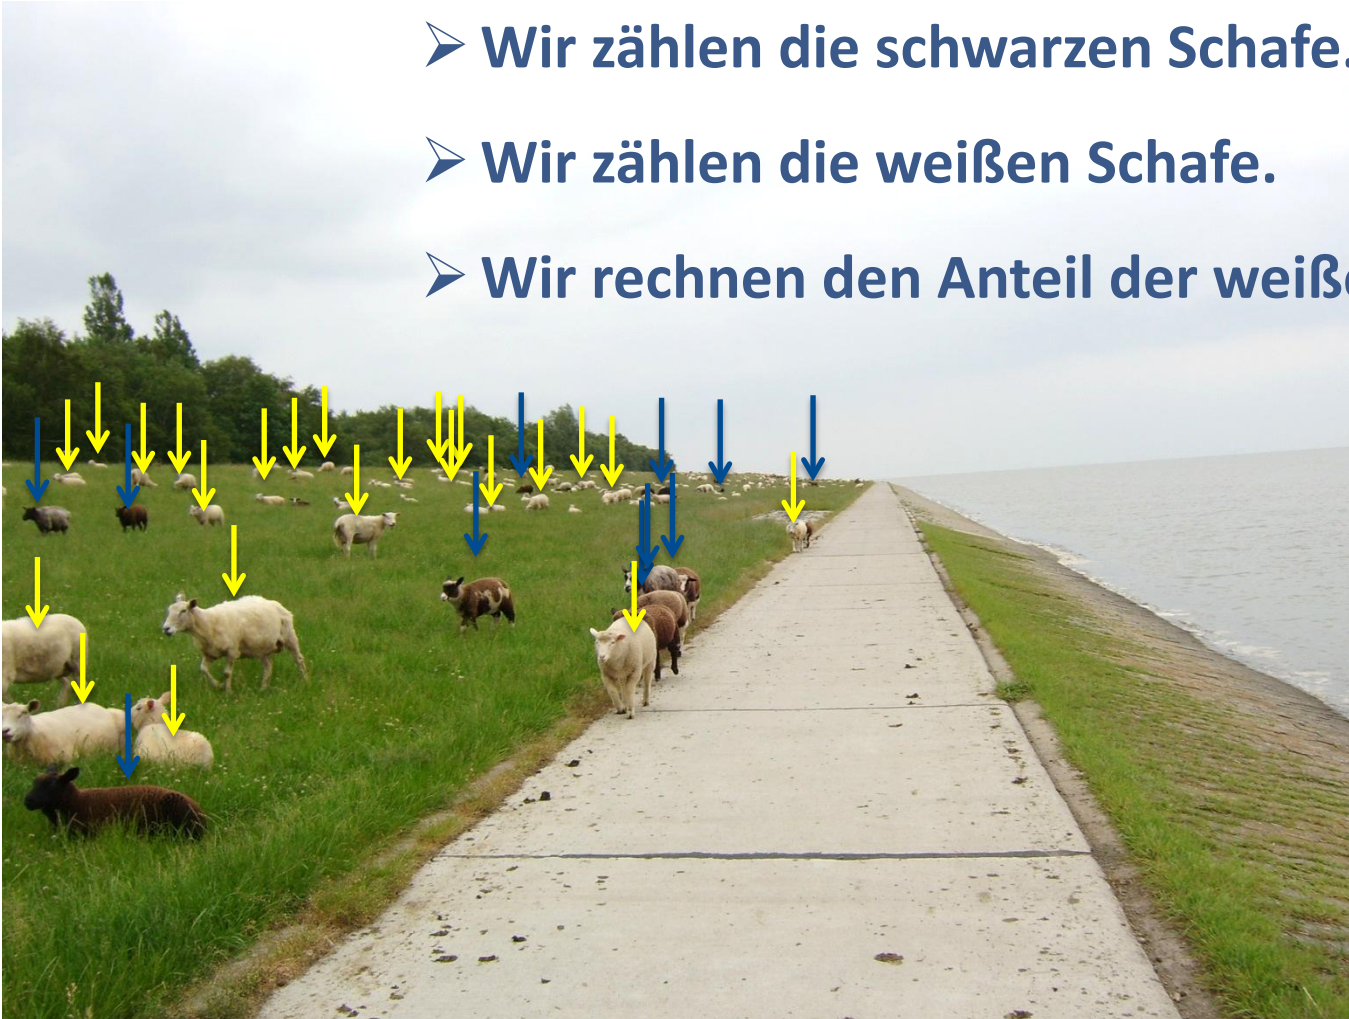 ➢ Wir zählen die schwarzen Schafe.
➢ Wir zählen die weißen Schafe.
➢ Wir rechnen den Anteil der